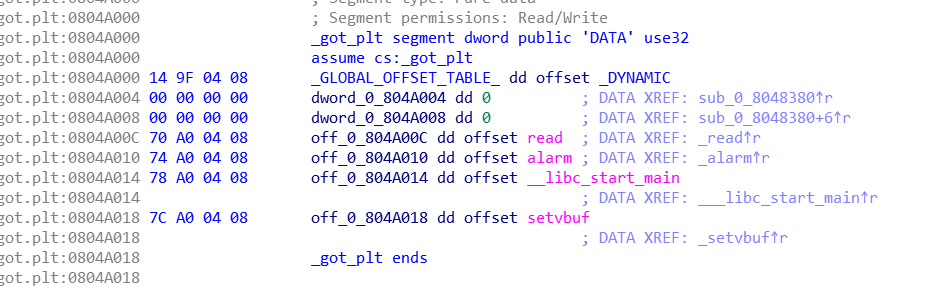 ; Segment type: Pure data
got.plt:0804A000 ; Segment permissions: Read/Write
got.plt:0804A000 _got_plt segment dword public 'DATA' use32
got.plt:0804A000 assume cs:_got_plt
got.plt:0804A000 14 9F 04 08 _GLOBAL_OFFSET_TABLE_ dd offset _DYNAMIC
got.plt:0804A004 00 00 00 00 dword_0_804A004 dd 0 ; DATA XREF: sub_0_8048380↑r
got.plt:0804A008 00 00 00 00 dword_0_804A008 dd 0 ; DATA XREF: sub_0_8048380+6↑r
got.plt:0804A00C 70 A0 04 08 off_0_804A00C dd offset read ; DATA XREF: _read↑r
got.plt:0804A010 74 A0 04 08 off_0_804A010 dd offset alarm ; DATA XREF: _alarm↑r
got.plt:0804A014 78 A0 04 08 off_0_804A014 dd offset __libc_start_main
got.plt:0804A014 ; DATA XREF: ___libc_start_main↑r
got.plt:0804A018 7C A0 04 08 off_0_804A018 dd offset setvbuf
got.plt:0804A018 ; DATA XREF: _setvbuf↑r
got.plt:0804A018 _got_plt ends
got.plt:0804A018